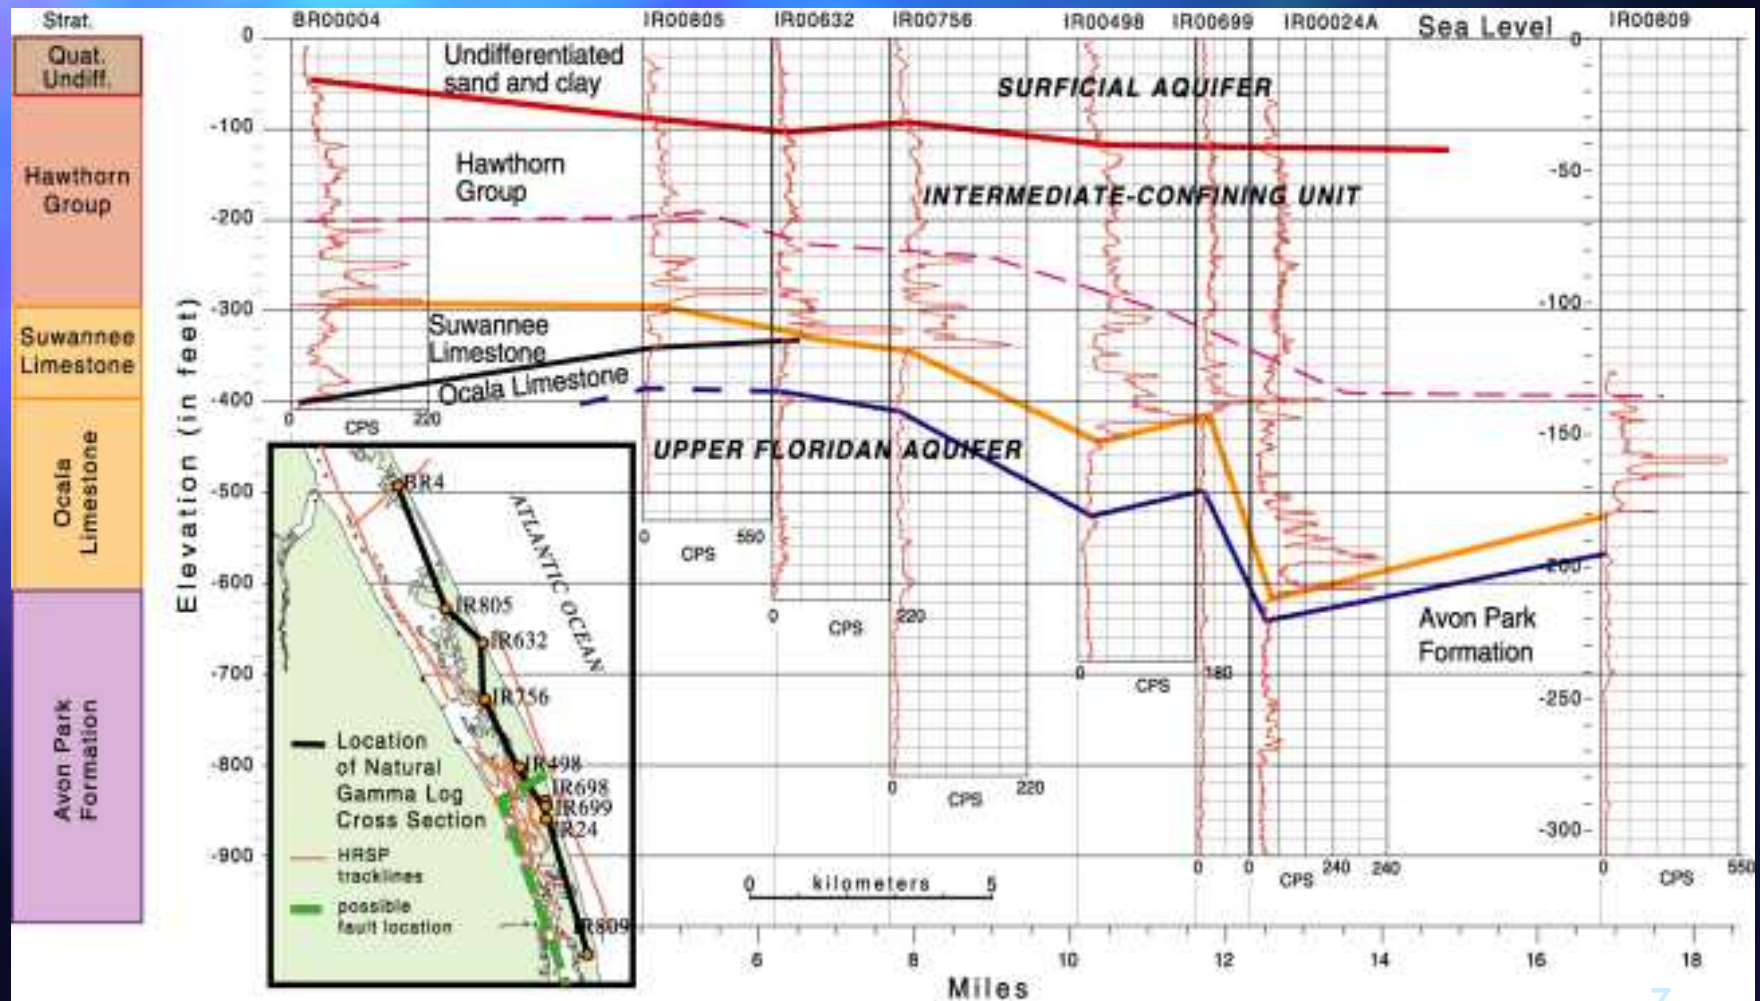 Strat.
BR00004
IR00805
IR00632
IR00756
IR00498
IR00699
IR00024A
Sea Level
IR00809
Quat.
Undiff.
Hawthorn
Group
Suwannee
Limestone
Ocala
Limestone
Avon Park
Formation
Elevation (in feet)
0
-100
-200
-300
-400
-500
-600
-700
-800
-900
Undifferentiated
sand and clay
SURFICIAL AQUIFER
Hawthorn
Group
INTERMEDIATE-CONFINING UNIT
Suwannee
Limestone
Ocala Limestone
UPPER FLORIDAN AQUIFER
Avon Park
Formation
0
-50
-100
-150
-200
-250
-300
0 CPS 220
0 CPS 550
0 CPS 220
0 CPS 220
0 CPS 180
0 0 CPS 240 240
0 CPS 550
BR4
ATLANTIC OCEAN
IR805
IR632
IR756
IR498
IR698
IR699
IR24
IR809
Location
of Natural
Gamma Log
Cross Section
HRSP
tracklines
possible
fault location
0 kilometers 5
6 8 10 12 14 16 18
Miles
7